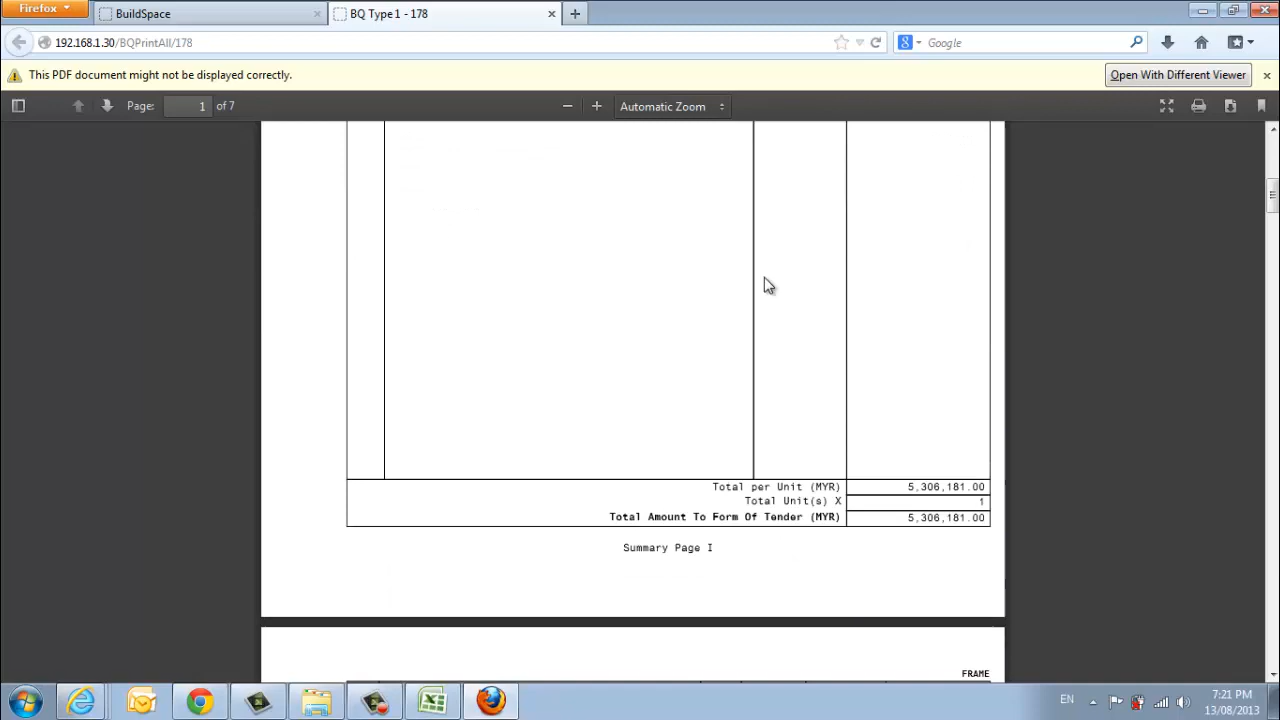 Firefox
BuildSpace
BQ Type 1 - 178
192.168.1.30/BQPrintAll/178
Google
This PDF document might not be displayed correctly.
Open With Different Viewer
Page: 1 of 7
Automatic Zoom
Total per Unit (MYR) 5,306,181.00
Total Unit(s) X 1
Total Amount To Form Of Tender (MYR) 5,306,181.00
Summary Page I
FRAME
EN
7:21 PM
13/08/2013